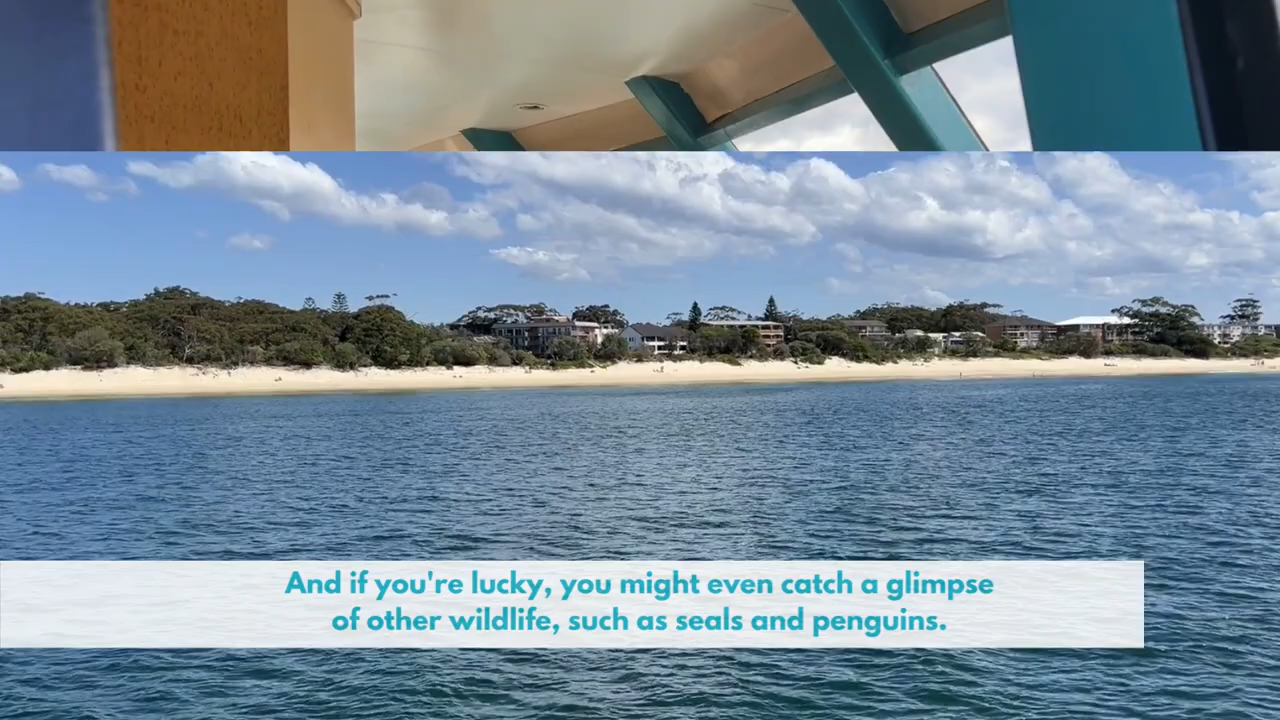 And if you're lucky, you might even catch a glimpse
of other wildlife, such as seals and penguins.